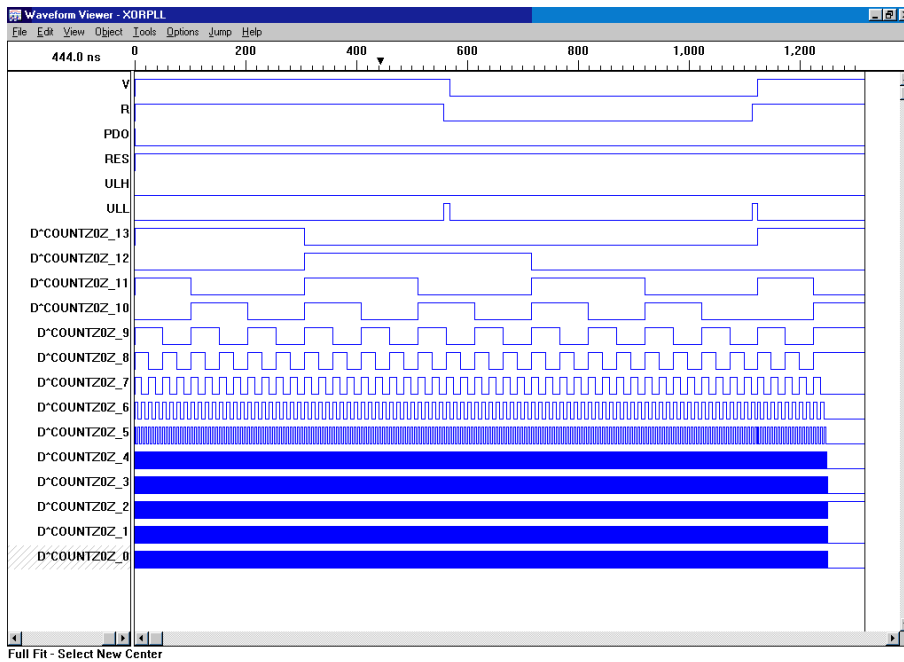 Waveform Viewer - XORPLL
File Edit View Object Tools Options Jump Help
444.0 ns
0 200 400 600 800 1,000 1,200
V
R
PDO
RES
ULH
ULL
D^COUNTZ0Z_13
D^COUNTZ0Z_12
D^COUNTZ0Z_11
D^COUNTZ0Z_10
D^COUNTZ0Z_9
D^COUNTZ0Z_8
D^COUNTZ0Z_7
D^COUNTZ0Z_6
D^COUNTZ0Z_5
D^COUNTZ0Z_4
D^COUNTZ0Z_3
D^COUNTZ0Z_2
D^COUNTZ0Z_1
D^COUNTZ0Z_0
Full Fit - Select New Center